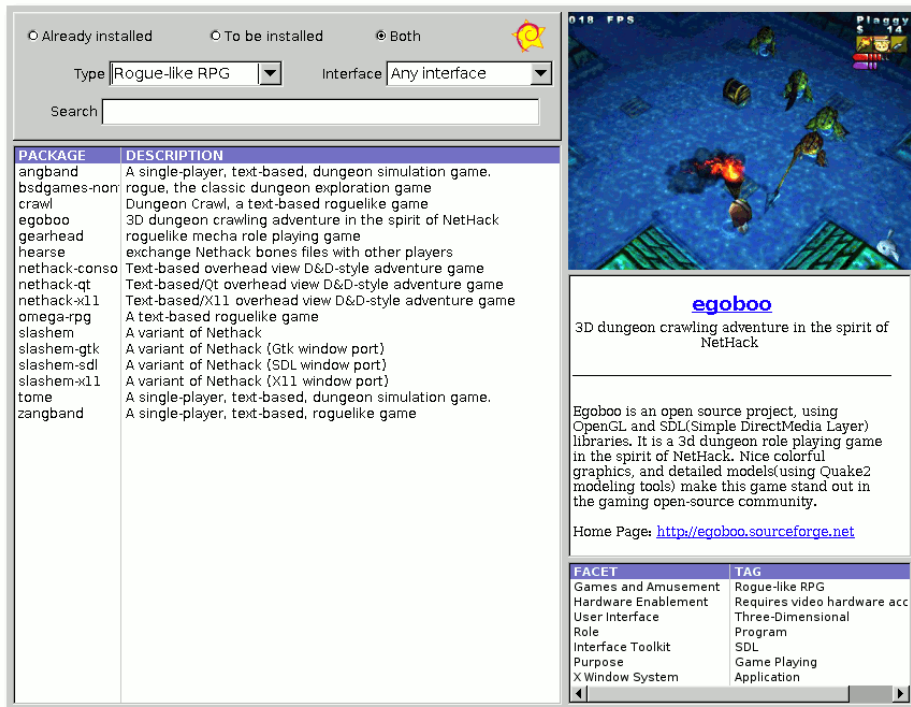 Already installed
To be installed
Both
Type Rogue-like RPG
Interface Any interface
Search
PACKAGE DESCRIPTION
angband A single-player, text-based, dungeon simulation game.
bsdgames-non rogue, the classic dungeon exploration game
crawl Dungeon Crawl, a text-based roguelike game
egoboo 3D dungeon crawling adventure in the spirit of NetHack
gearhead roguelike mecha role playing game
hearse exchange Nethack bones files with other players
nethack-conso Text-based overhead view D&D-style adventure game
nethack-qt Text-based/Qt overhead view D&D-style adventure game
nethack-x11 Text-based/X11 overhead view D&D-style adventure game
omega-rpg A text-based roguelike game
slashem A variant of Nethack
slashem-gtk A variant of Nethack (Gtk window port)
slashem-sdl A variant of Nethack (SDL window port)
slashem-x11 A variant of Nethack (X11 window port)
tome A single-player, text-based, dungeon simulation game.
zangband A single-player, text-based, roguelike game
018 FPS
Plaggy
$ 14
egoboo
3D dungeon crawling adventure in the spirit of
NetHack
Egoboo is an open source project, using
OpenGL and SDL(Simple DirectMedia Layer)
libraries. It is a 3d dungeon role playing game
in the spirit of NetHack. Nice colorful
graphics, and detailed models(using Quake2
modeling tools) make this game stand out in
the gaming open-source community.
Home Page: http://egoboo.sourceforge.net
FACET TAG
Games and Amusement Rogue-like RPG
Hardware Enablement Requires video hardware acc
User Interface Three-Dimensional
Role Program
Interface Toolkit SDL
Purpose Game Playing
X Window System Application